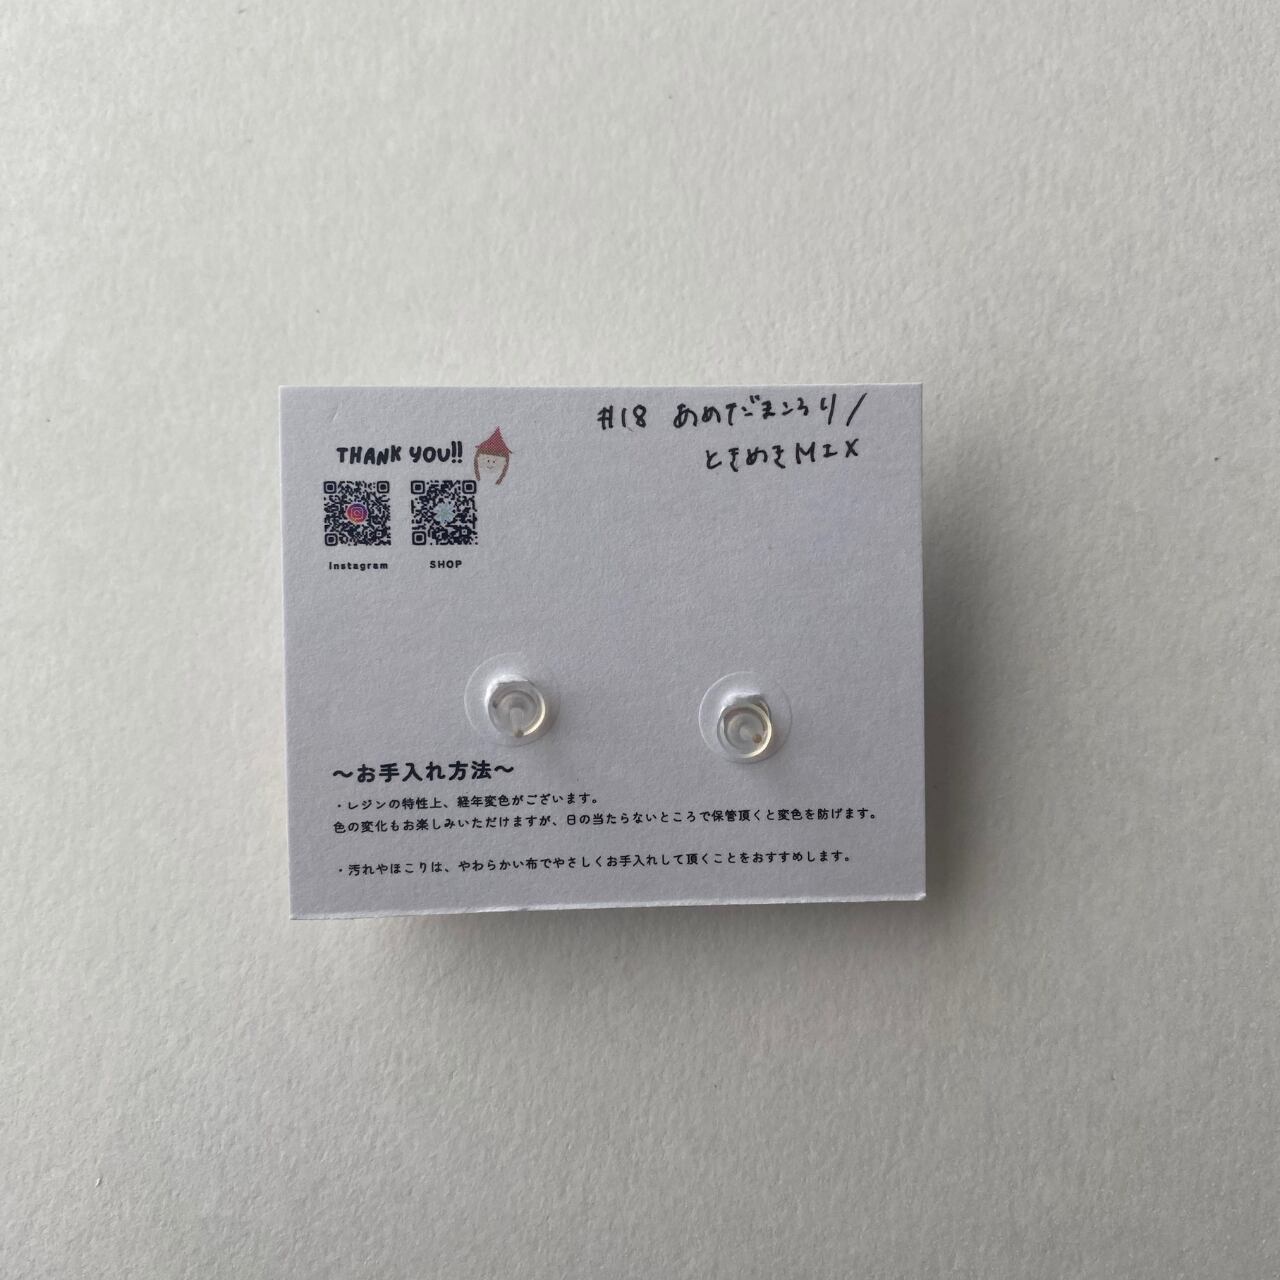 #18 あめだまころり/
ときめきMIX
THANK YOU!!
Instagram
SHOP
〜お手入れ方法〜
・レジンの特性上、経年変色がございます。
色の変化もお楽しみいただけますが、日の当たらないところで保管頂くと変色を防げます。
・汚れやほこりは、やわらかい布でやさしくお手入れして頂くことをおすすめします。